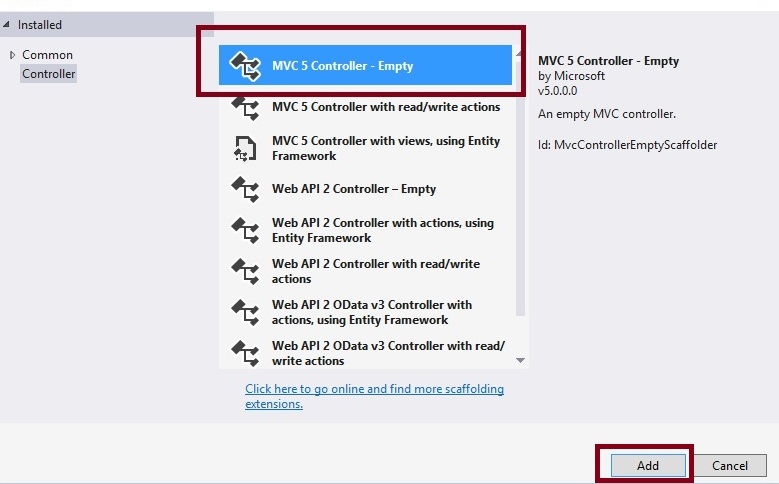 Installed
Common
Controller
MVC 5 Controller - Empty
MVC 5 Controller with read/write actions
MVC 5 Controller with views, using Entity
Framework
Web API 2 Controller – Empty
Web API 2 Controller with actions, using
Entity Framework
Web API 2 Controller with read/write
actions
Web API 2 OData v3 Controller with
actions, using Entity Framework
Web API 2 OData v3 Controller with read/
write actions
Click here to go online and find more scaffolding
extensions.
MVC 5 Controller - Empty
by Microsoft
v5.0.0.0
An empty MVC controller.
Id: MvcControllerEmptyScaffolder
Add
Cancel